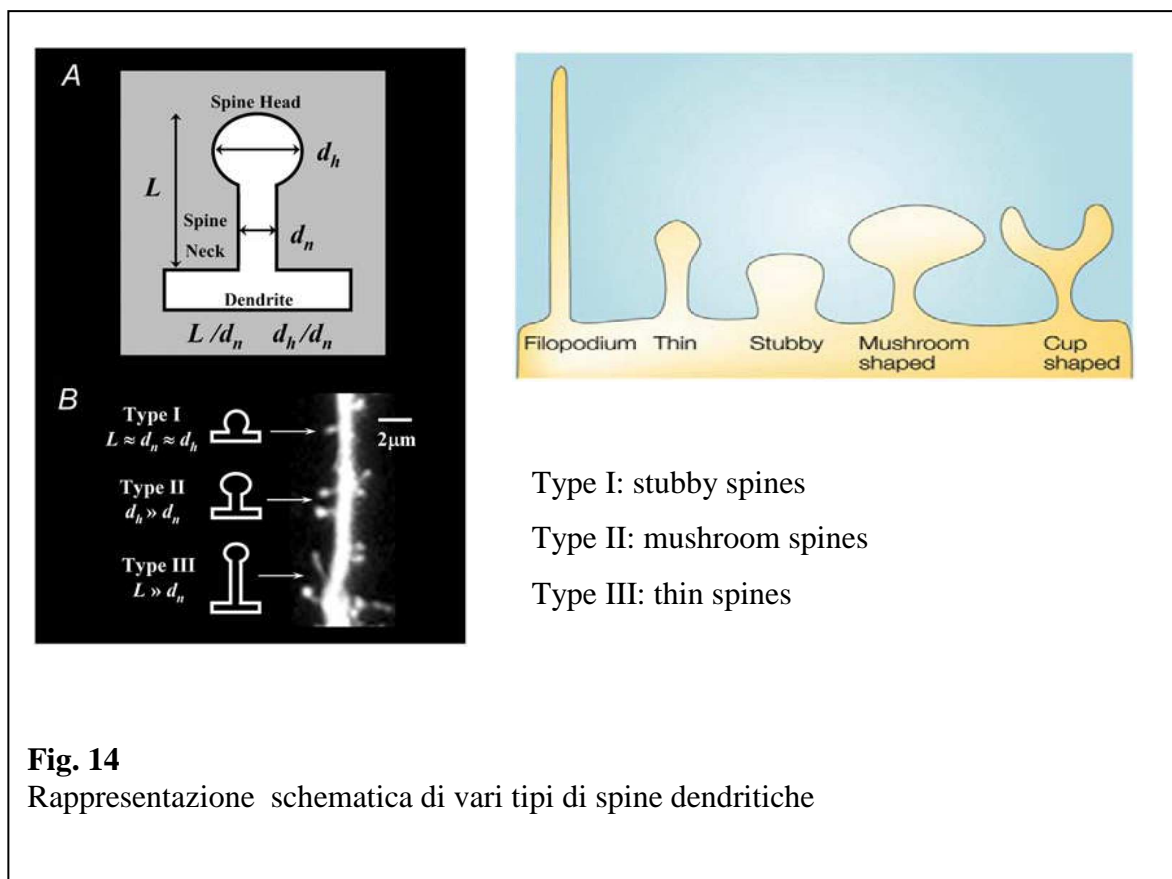 A
Spine Head
d_h
L
Spine
Neck
d_n
Dendrite
L/d_n d_h/d_n
B
Type I
L ≈ d_n ≈ d_h
2μm
Type II
d_h » d_n
Type III
L » d_n
Filopodium
Thin
Stubby
Mushroom
shaped
Cup
shaped
Type I: stubby spines
Type II: mushroom spines
Type III: thin spines
Fig. 14
Rappresentazione schematica di vari tipi di spine dendritiche